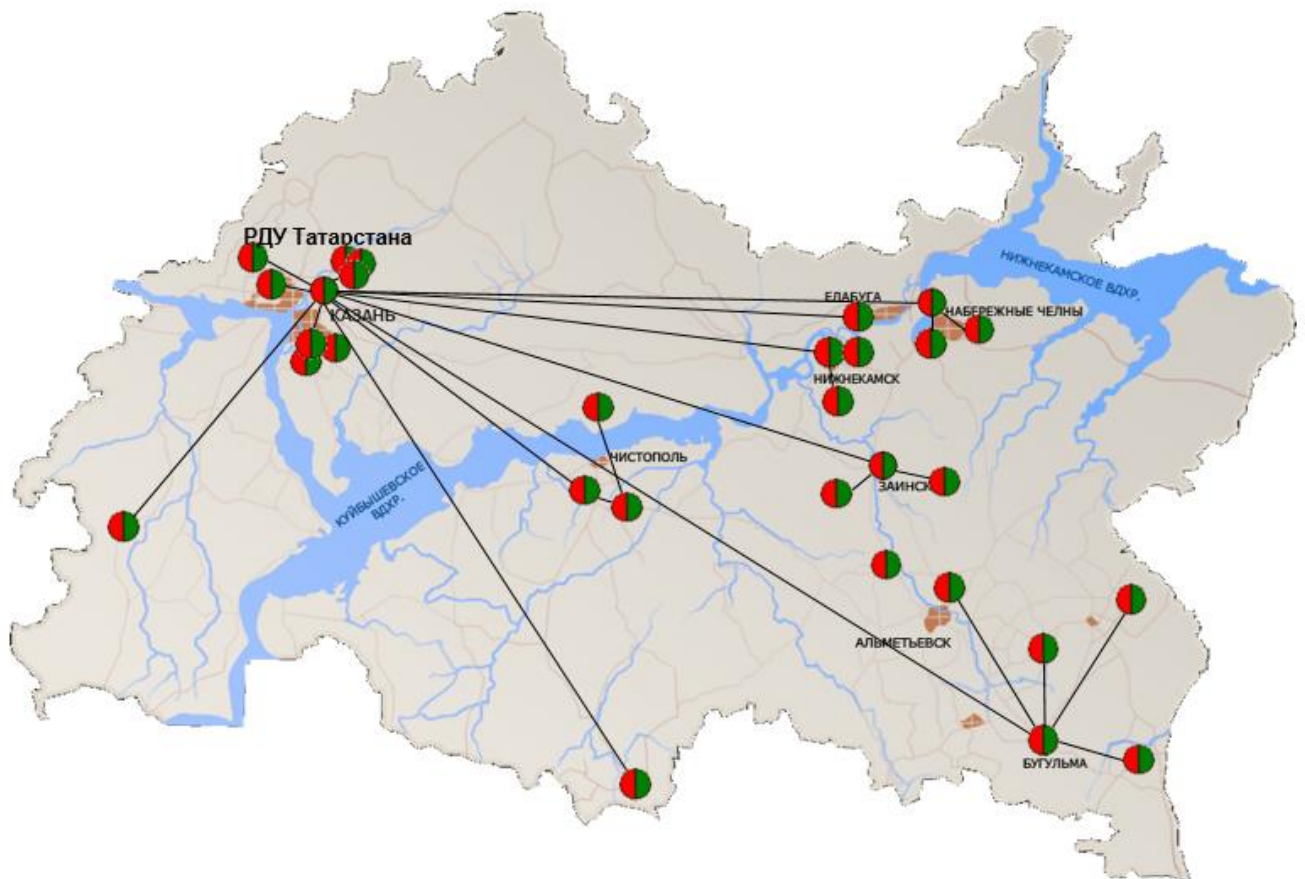 РДУ Татарстана
КАЗАНЬ
ЕЛАБУГА
НИЖНЕКАМСКОЕ ВДХР.
НАБЕРЕЖНЫЕ ЧЕЛНЫ
НИЖНЕКАМСК
ЧИСТОПОЛЬ
ЗАИНСК
КУЙБЫШЕВСКОЕ
ВДХР.
АЛЬМЕТЬЕВСК
БУГУЛЬМА